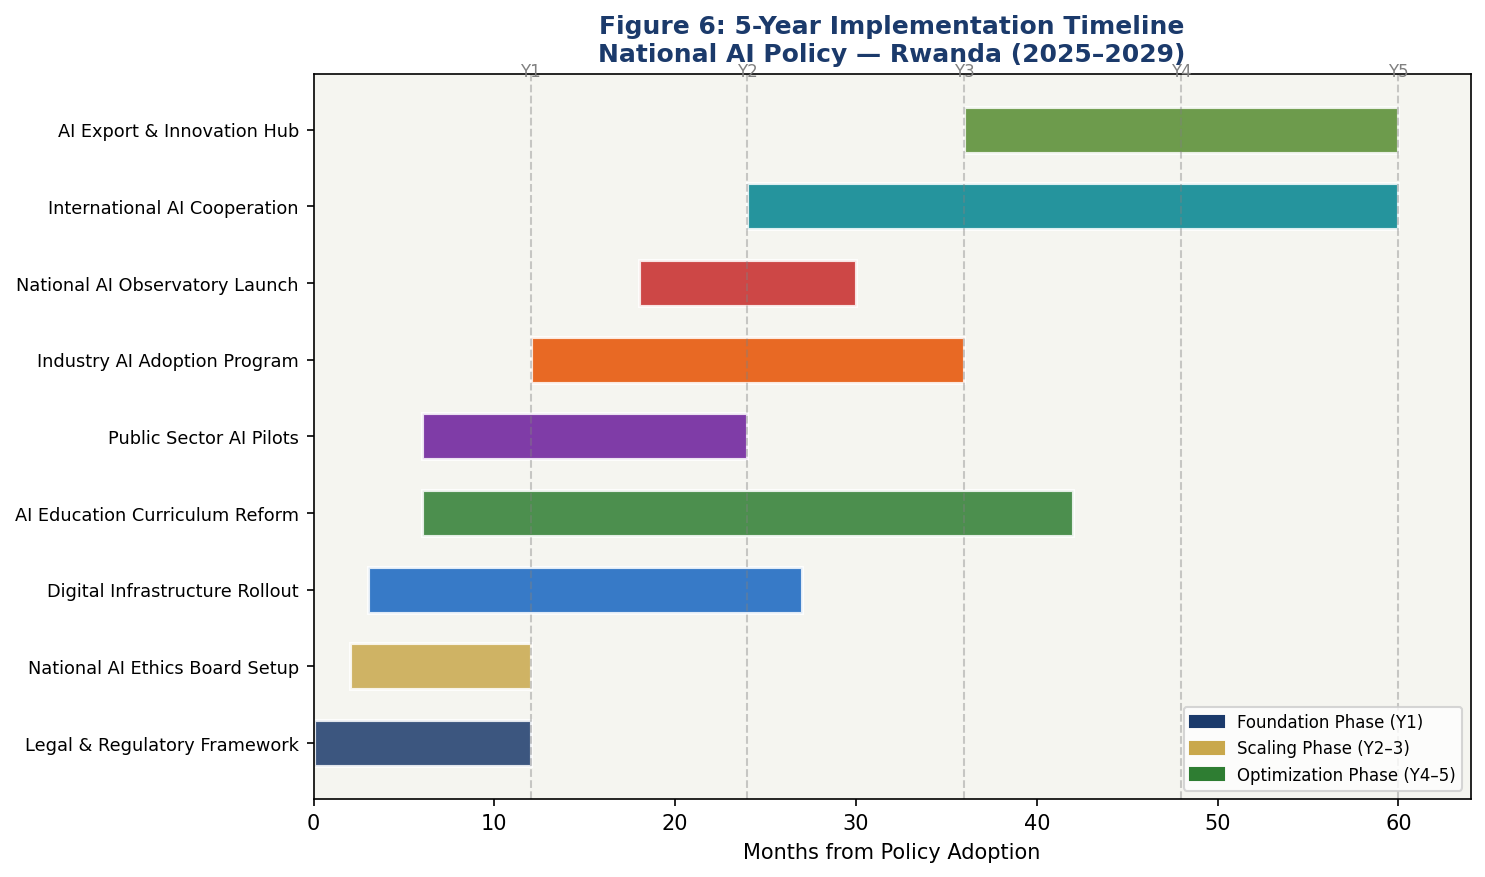 Figure 6: 5-Year Implementation Timeline
National AI Policy — Rwanda (2025–2029)
Y1
Y2
Y3
Y4
Y5
AI Export & Innovation Hub
International AI Cooperation
National AI Observatory Launch
Industry AI Adoption Program
Public Sector AI Pilots
AI Education Curriculum Reform
Digital Infrastructure Rollout
National AI Ethics Board Setup
Legal & Regulatory Framework
Foundation Phase (Y1)
Scaling Phase (Y2–3)
Optimization Phase (Y4–5)
0
10
20
30
40
50
60
Months from Policy Adoption